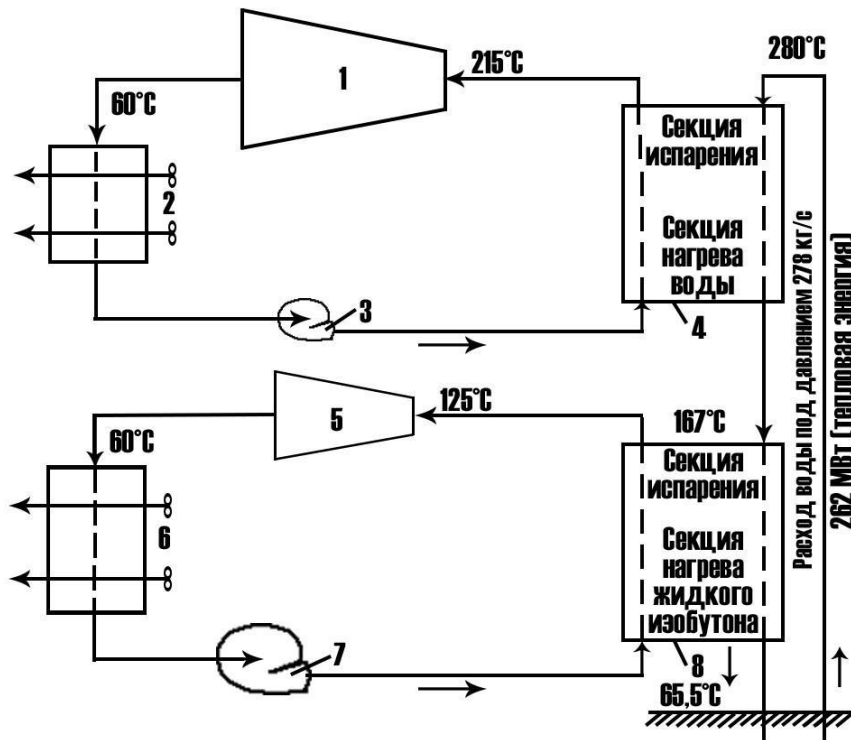 215°C
280°C
1
60°C
Секция
испарения
2
Секция
нагрева
воды
3
4
Расход воды под давлением 278 кг/с
262 МВт (тепловая энергия)
125°C
5
167°C
60°C
Секция
испарения
6
Секция
нагрева
жидкого
изобутона
7
8
65,5°C